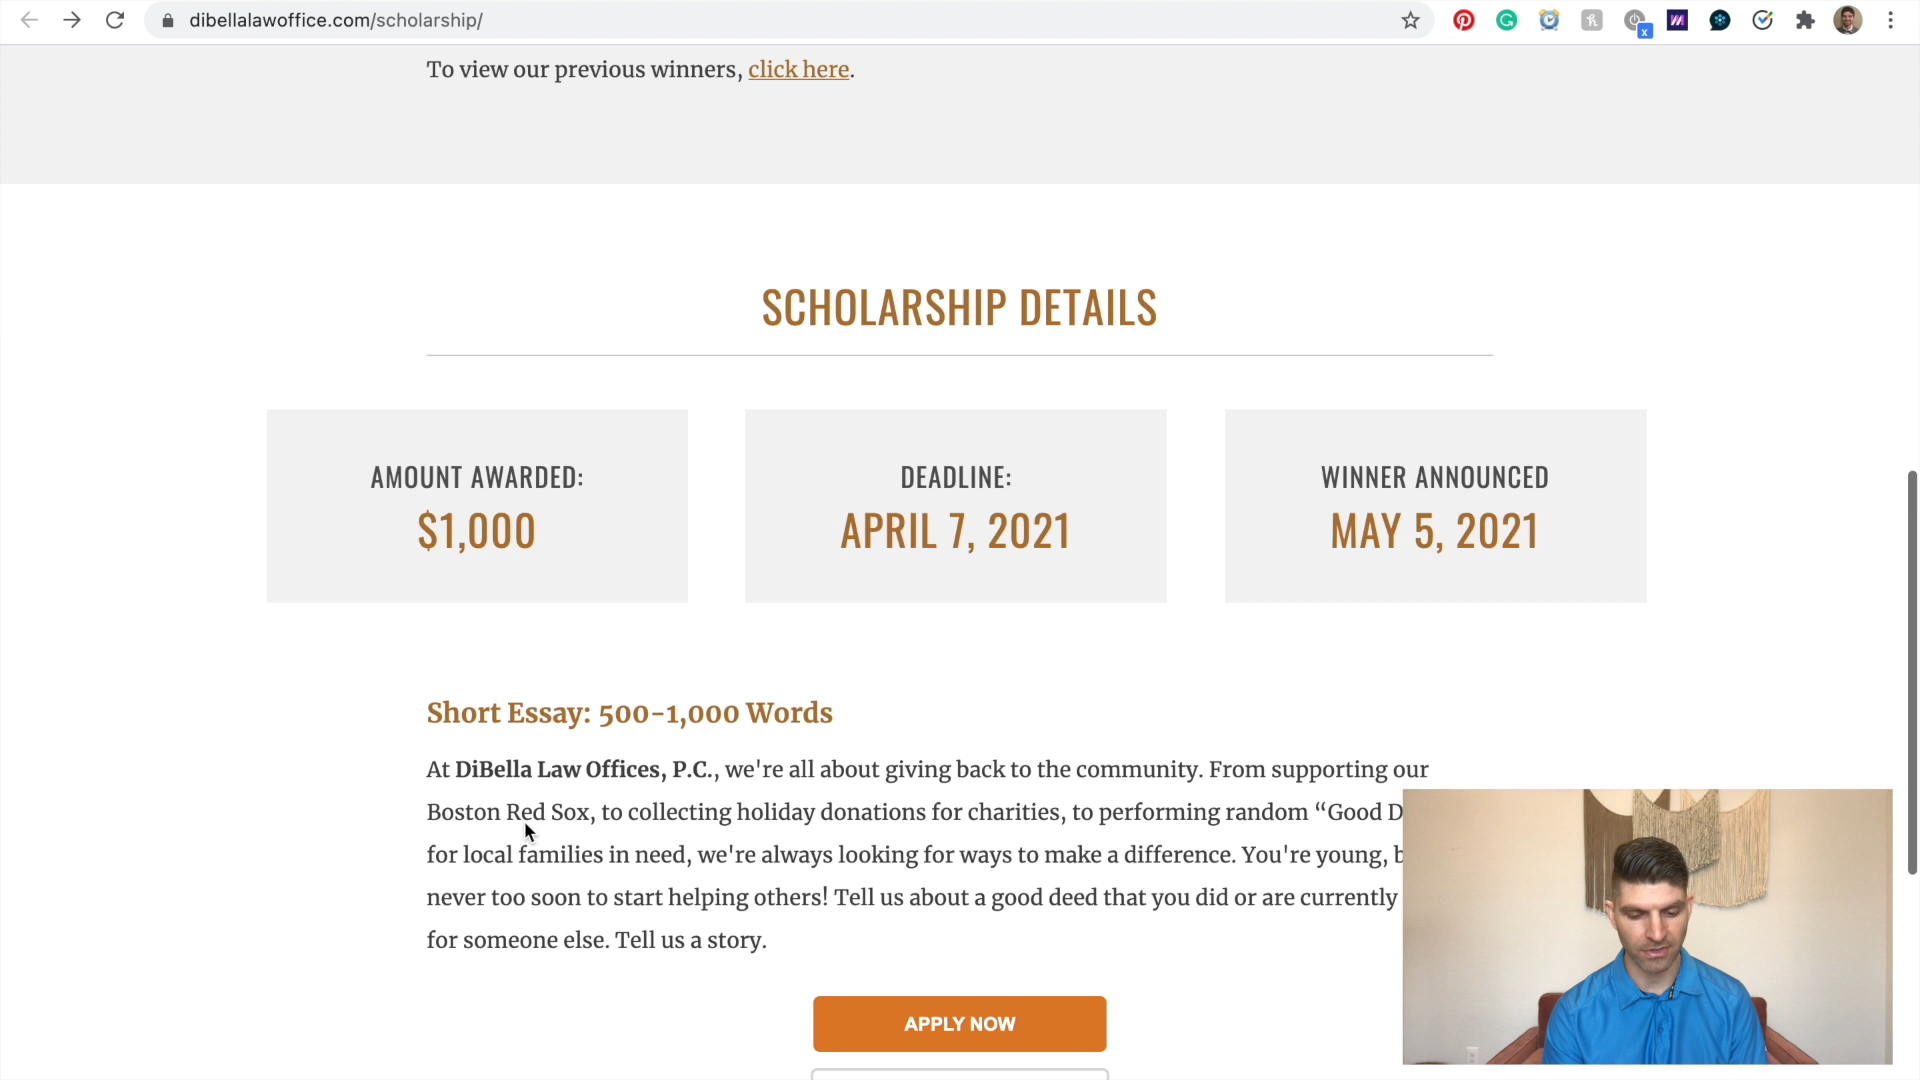 dibellalawoffice.com/scholarship/
To view our previous winners, click here.
SCHOLARSHIP DETAILS
AMOUNT AWARDED:
$1,000
DEADLINE:
APRIL 7, 2021
WINNER ANNOUNCED
MAY 5, 2021
Short Essay: 500-1,000 Words
At DiBella Law Offices, P.C., we're all about giving back to the community. From supporting our
Boston Red Sox, to collecting holiday donations for charities, to performing random “Good D
for local families in need, we're always looking for ways to make a difference. You're young, b
never too soon to start helping others! Tell us about a good deed that you did or are currently
for someone else. Tell us a story.
APPLY NOW